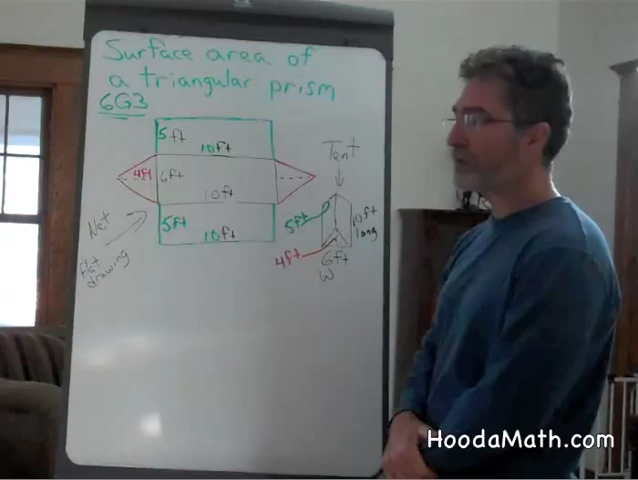 Surface area of
a triangular prism
6G3
5ft
10ft
4ft
6ft
10ft
5ft
10ft
Net
Flat
drawing
Tent
5ft
10ft
long
4ft
6ft
W
HoodaMath.com